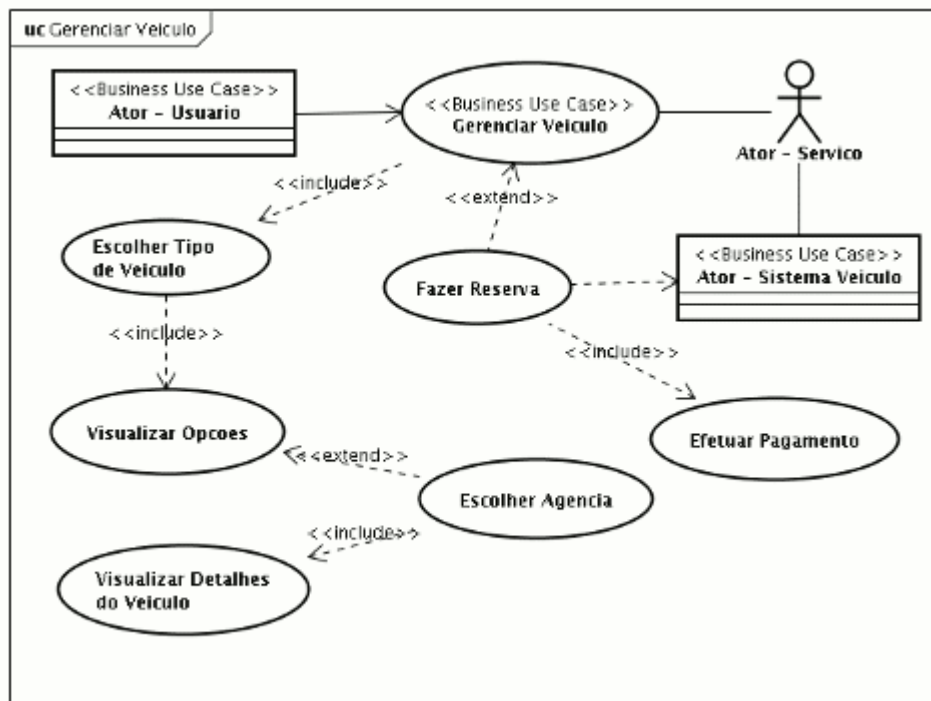 uc Gerenciar Veiculo
<<Business Use Case>>
Ator - Usuario
<<Business Use Case>>
Gerenciar Veiculo
Ator - Servico
<<include>>
<<extend>>
Escolher Tipo
de Veiculo
Fazer Reserva
<<Business Use Case>>
Ator - Sistema Veiculo
<<include>>
<<include>>
Visualizar Opcoes
Efetuar Pagamento
<<extend>>
Escolher Agencia
<<include>>
Visualizar Detalhes
do Veiculo